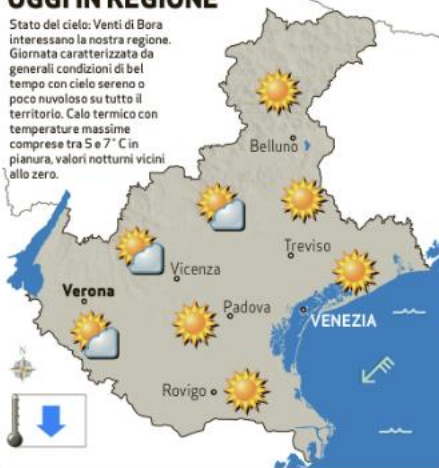 OGGI IN REGIONE
Stato del cielo: Venti di Bora
interessano la nostra regione.
Giornata caratterizzata da
generali condizioni di bel
tempo con cielo sereno o
poco nuvoloso su tutto il
territorio. Calo termico con
temperature massime
comprese tra 5 e 7° C in
pianura, valori notturni vicini
allo zero.
Belluno
Treviso
Vicenza
Verona
Padova
VENEZIA
N
Rovigo